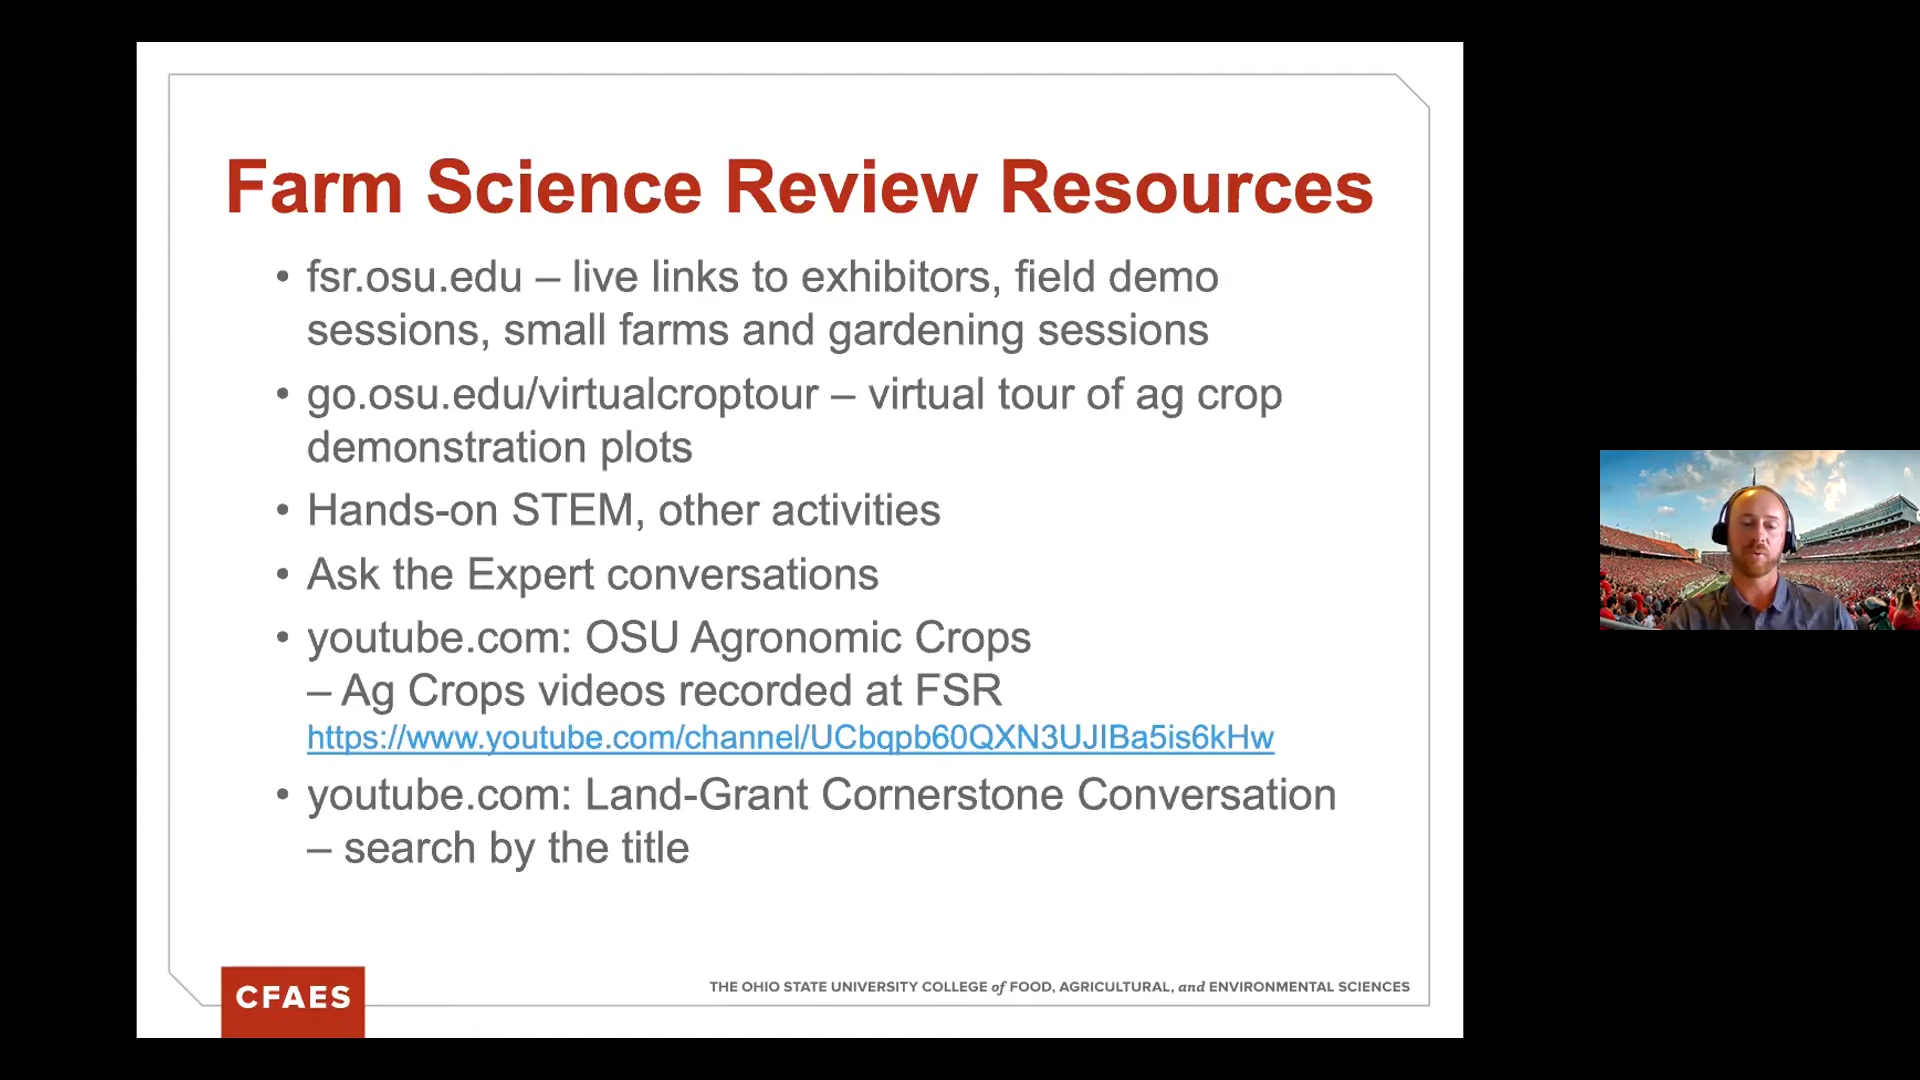 Farm Science Review Resources
• fsr.osu.edu – live links to exhibitors, field demo
sessions, small farms and gardening sessions
• go.osu.edu/virtualcroptour – virtual tour of ag crop
demonstration plots
• Hands-on STEM, other activities
• Ask the Expert conversations
• youtube.com: OSU Agronomic Crops
– Ag Crops videos recorded at FSR
https://www.youtube.com/channel/UCbqpb60QXN3UJIBa5is6kHw
• youtube.com: Land-Grant Cornerstone Conversation
– search by the title
CFAES
THE OHIO STATE UNIVERSITY COLLEGE of FOOD, AGRICULTURAL, and ENVIRONMENTAL SCIENCES